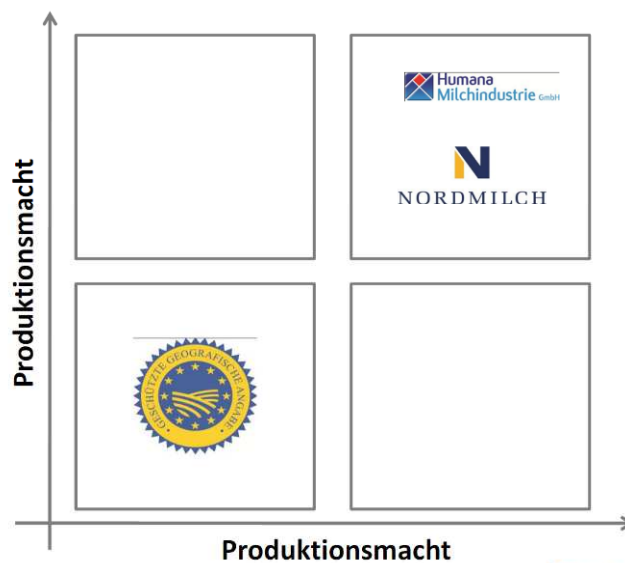 Produktionsmacht
Humana
Milchindustrie GmbH
N
NORDMILCH
GESCHÜTZTE GEOGRAFISCHE ANGABE
Produktionsmacht